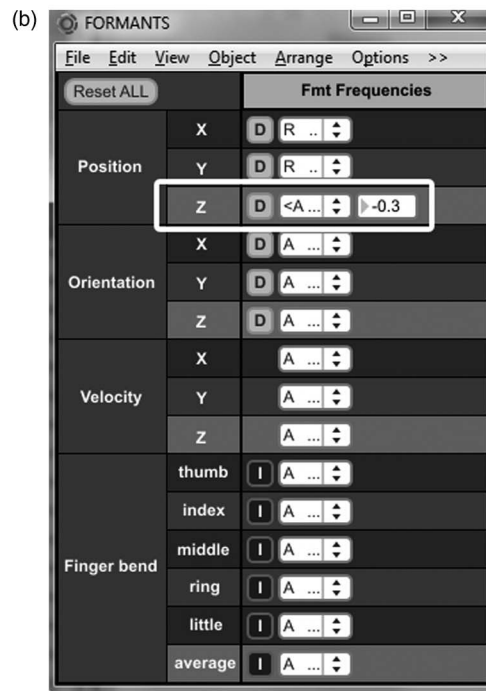 (b)
FORMANTS
File Edit View Object Arrange Options >>
Reset ALL Fmt Frequencies
Position
X D R ..
Y D R ..
Z D <A ... -0.3
Orientation
X D A ...
Y D A ...
Z D A ...
Velocity
X A ...
Y A ...
Z A ...
Finger bend
thumb I A ...
index I A ...
middle I A ...
ring I A ...
little I A ...
average I A ...